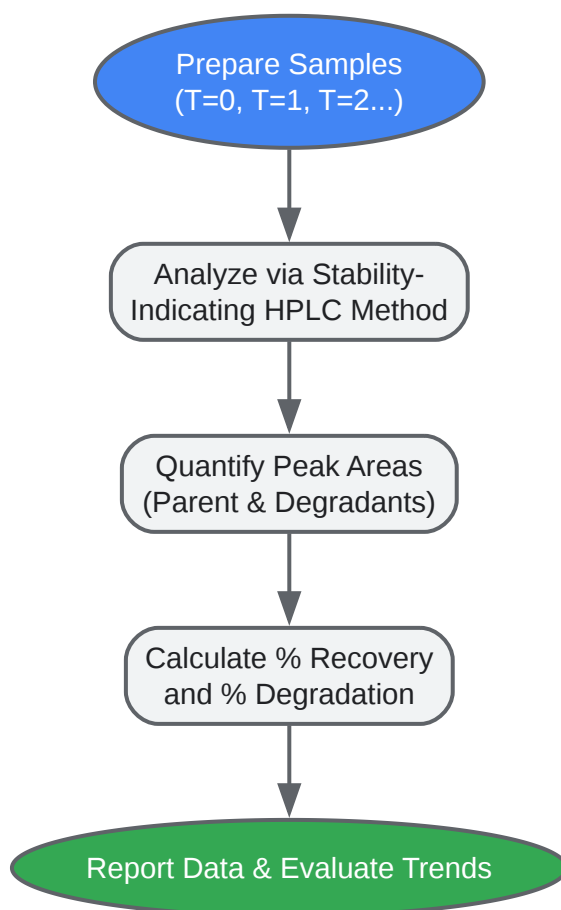 Prepare Samples
(T=0, T=1, T=2...)
Analyze via Stability-
Indicating HPLC Method
Quantify Peak Areas
(Parent & Degradants)
Calculate % Recovery
and % Degradation
Report Data & Evaluate Trends